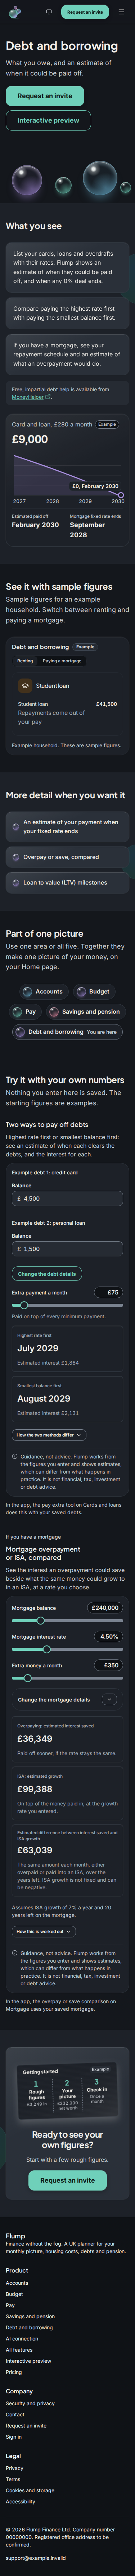 Request an invite
Debt and borrowing
What you owe, and an estimate of
when it could be paid off.
Request an invite
Interactive preview
What you see
List your cards, loans and overdrafts
with their rates. Flump shows an
estimate of when they could be paid
off, and when any 0% deal ends.
Compare paying the highest rate first
with paying the smallest balance first.
If you have a mortgage, see your
repayment schedule and an estimate of
what an overpayment would do.
Free, impartial debt help is available from
MoneyHelper.
Card and loan, £280 a month Example
£9,000
£0, February 2030
2027 2028 2029 2030
Estimated paid off
February 2030
Mortgage fixed rate ends
September
2028
See it with sample figures
Sample figures for an example
household. Switch between renting and
paying a mortgage.
Debt and borrowing Example
Renting Paying a mortgage
Student loan
Student loan £41,500
Repayments come out of
your pay
Example household. These are sample figures.
More detail when you want it
An estimate of your payment when
your fixed rate ends
Overpay or save, compared
Loan to value (LTV) milestones
Part of one picture
Use one area or all five. Together they
make one picture of your money, on
your Home page.
Accounts Budget
Pay Savings and pension
Debt and borrowing You are here
Try it with your own numbers
Nothing you enter here is saved. The
starting figures are examples.
Two ways to pay off debts
Highest rate first or smallest balance first:
see an estimate of when each clears the
debts, and the interest for each.
Example debt 1: credit card
Balance
£ 4,500
Example debt 2: personal loan
Balance
£ 1,500
Change the debt details
Extra payment a month £75
Paid on top of every minimum payment.
Highest rate first
July 2029
Estimated interest £1,884
Smallest balance first
August 2029
Estimated interest £2,131
How the two methods differ
Guidance, not advice. Flump works from
the figures you enter and shows estimates,
which can differ from what happens in
practice. It is not financial, tax, investment
or debt advice.
In the app, the pay extra tool on Cards and loans
does this with your saved debts.
If you have a mortgage
Mortgage overpayment
or ISA, compared
See the interest an overpayment could save
beside what the same money could grow to
in an ISA, at a rate you choose.
Mortgage balance £240,000
Mortgage interest rate 4.50%
Extra money a month £350
Change the mortgage details
Overpaying: estimated interest saved
£36,349
Paid off sooner, if the rate stays the same.
ISA: estimated growth
£99,388
On top of the money paid in, at the growth
rate you entered.
Estimated difference between interest saved and
ISA growth
£63,039
The same amount each month, either
overpaid or paid into an ISA, over the
years left. ISA growth is not fixed and can
be negative.
Assumes ISA growth of 7% a year and 20
years left on the mortgage.
How this is worked out
Guidance, not advice. Flump works from
the figures you enter and shows estimates,
which can differ from what happens in
practice. It is not financial, tax, investment
or debt advice.
In the app, the overpay or save comparison on
Mortgage uses your saved mortgage.
Getting started Example
1 2 3
Rough
figures
£3,249 in
Your
picture
£232,000
net worth
Check in
Once a
month
Ready to see your
own figures?
Start with a few rough figures.
Request an invite
Flump
Finance without the fog. A UK planner for your
monthly picture, housing costs, debts and pension.
Product
Accounts
Budget
Pay
Savings and pension
Debt and borrowing
AI connection
All features
Interactive preview
Pricing
Company
Security and privacy
Contact
Request an invite
Sign in
Legal
Privacy
Terms
Cookies and storage
Accessibility
© 2026 Flump Finance Ltd. Company number
00000000. Registered office address to be
confirmed.
support@example.invalid